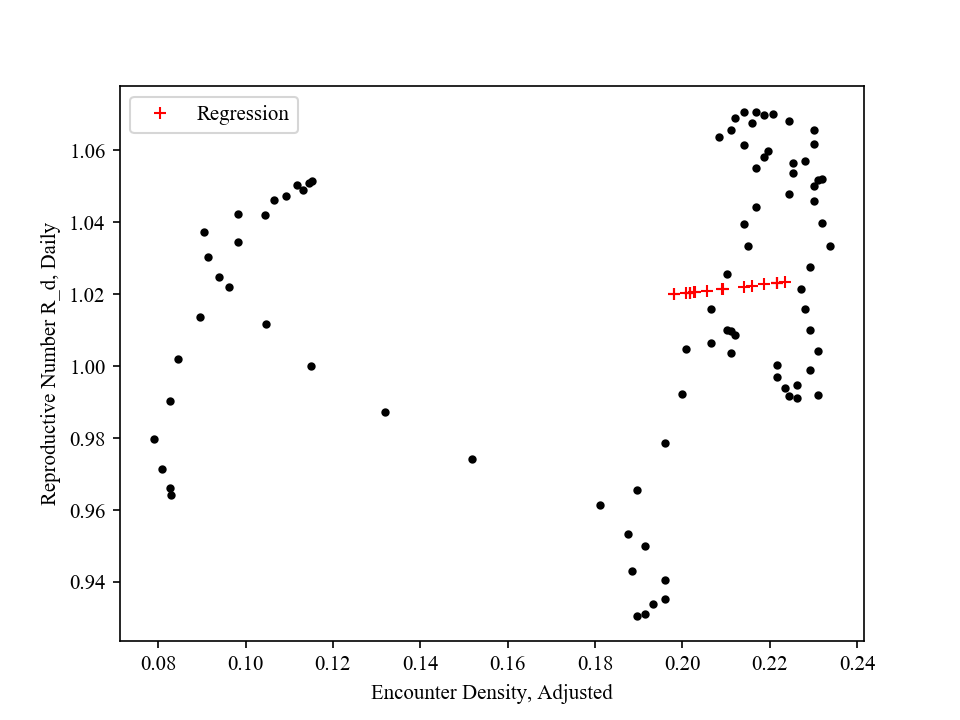 Regression
1.06
1.04
1.02
1.00
0.98
0.96
0.94
Reproductive Number R_d, Daily
0.08 0.10 0.12 0.14 0.16 0.18 0.20 0.22 0.24
Encounter Density, Adjusted